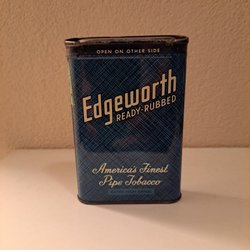 OPEN ON OTHER SIDE
Edgeworth
READY-RUBBED
America's Finest
Pipe Tobacco